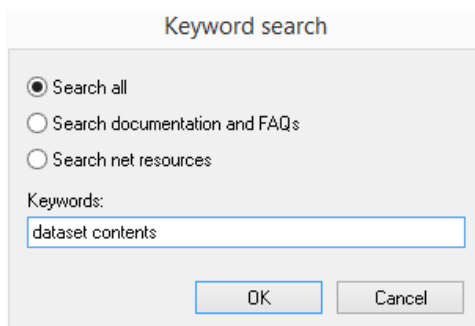 Keyword search
Search all
Search documentation and FAQs
Search net resources
Keywords:
dataset contents
OK Cancel